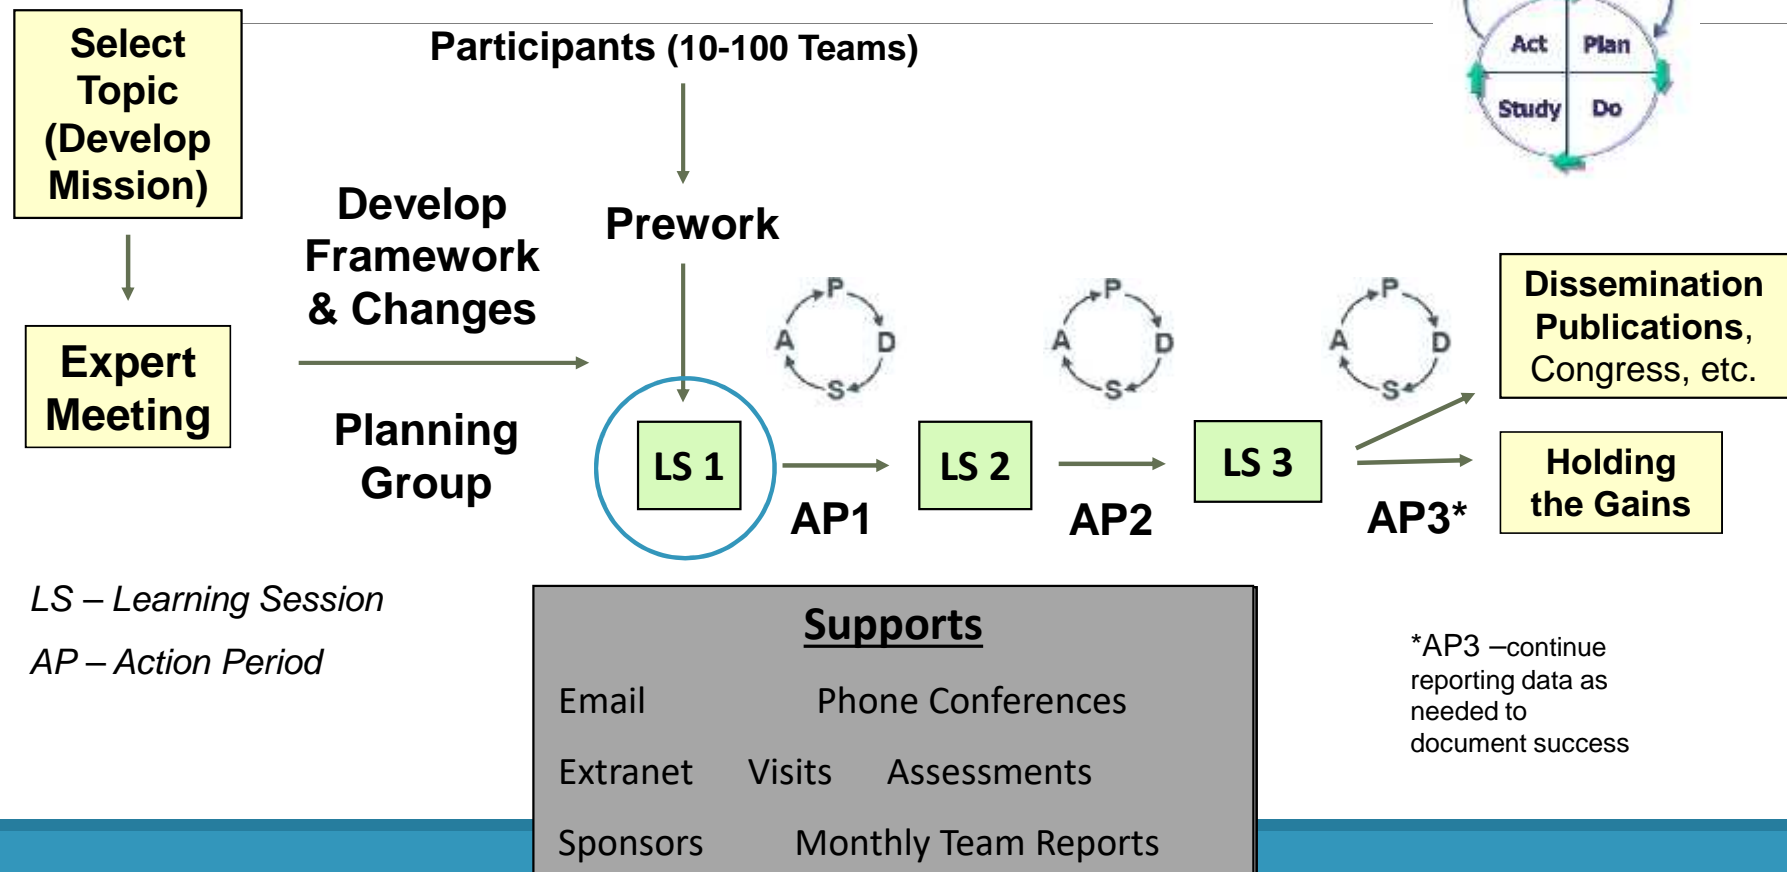 Select
Topic
(Develop
Mission)
Participants (10-100 Teams)
Act
Plan
Study
Do
Develop
Framework
& Changes
Prework
Expert
Meeting
Planning
Group
P
A
D
S
P
A
D
S
P
A
D
S
LS 1
LS 2
LS 3
AP1
AP2
AP3*
Dissemination
Publications,
Congress, etc.
Holding
the Gains
LS – Learning Session
AP – Action Period
Supports
Email Phone Conferences
Extranet Visits Assessments
Sponsors Monthly Team Reports
*AP3 –continue
reporting data as
needed to
document success